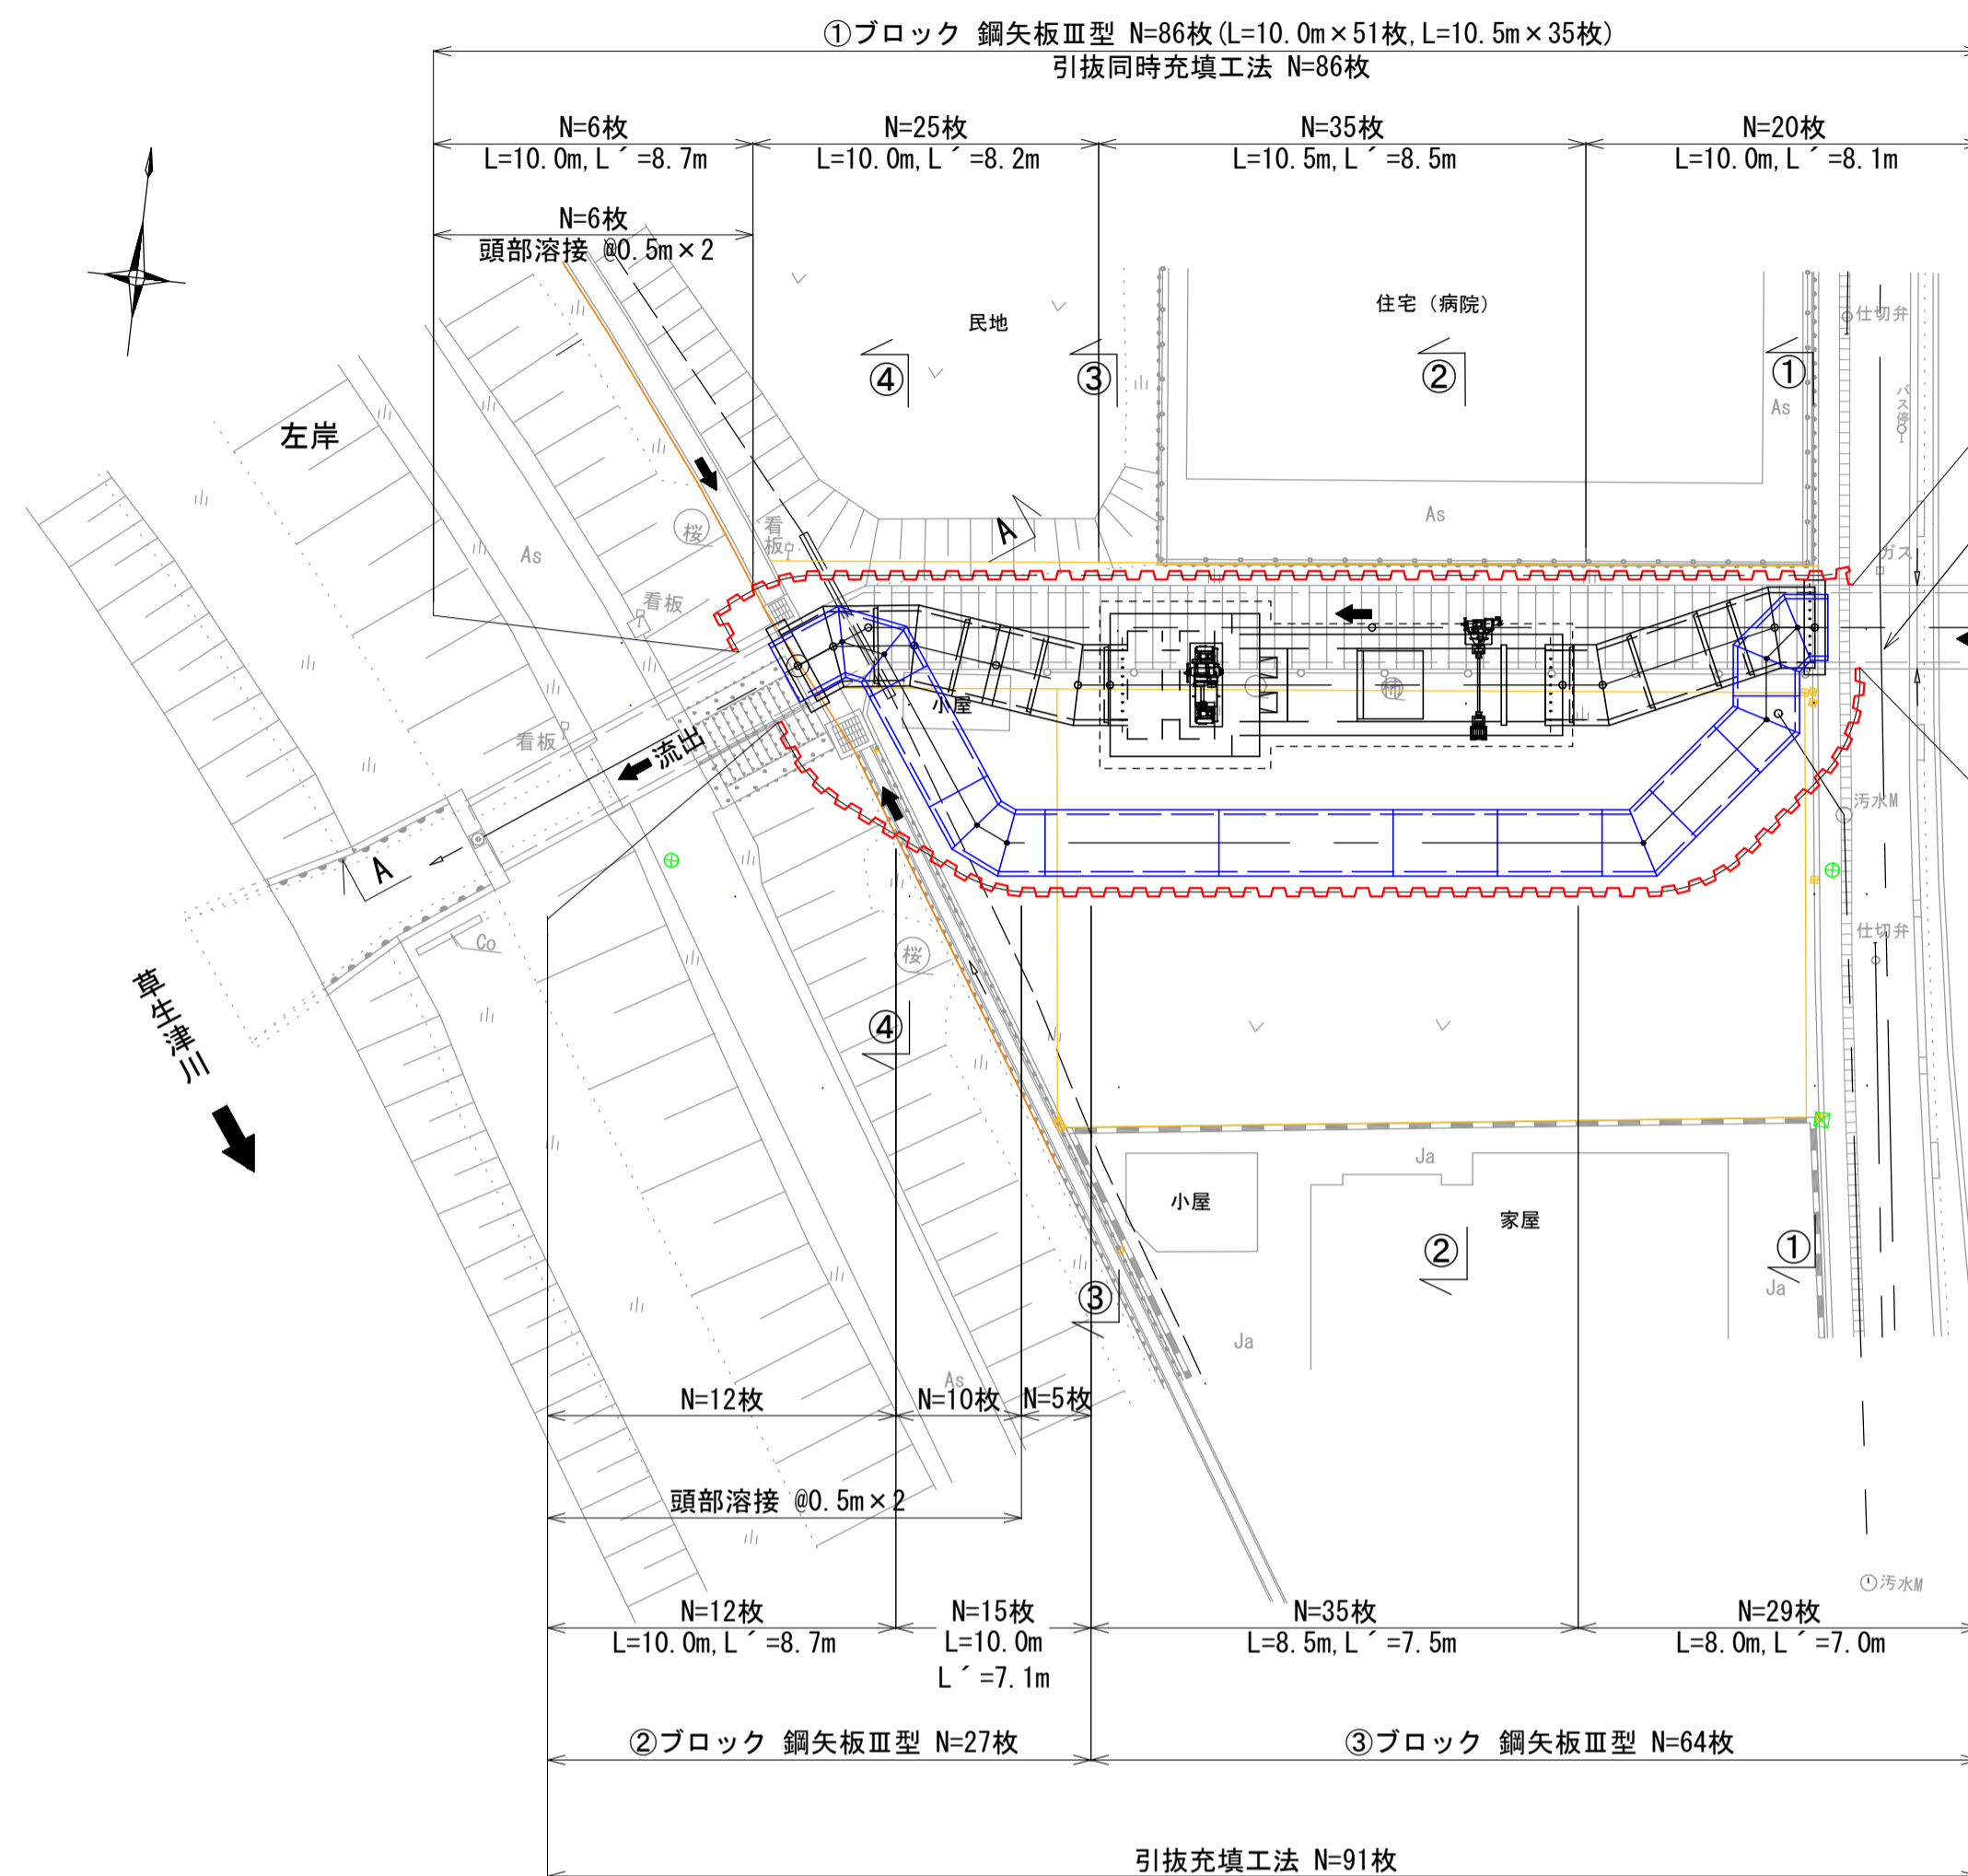 ①ブロック 鋼矢板Ⅲ型 N=86枚(L=10.0m×51枚,L=10.5m×35枚)
引抜同時充填工法 N=86枚
N=6枚
L=10.0m,L´=8.7m
N=25枚
L=10.0m,L´=8.2m
N=35枚
L=10.5m,L´=8.5m
N=20枚
L=10.0m,L´=8.1m
N=6枚
頭部溶接 @0.5m×2
民地
住宅（病院）
仕切弁
④
③
②
①
As
バス停
左岸
As
桜
看板
A
As
ガス
看板
看板
流出
小屋
汚水M
A
Co
桜
仕切弁
草生津川
④
Ja
小屋
家屋
②
①
③
Ja
Ja
As
N=12枚
N=10枚
N=5枚
頭部溶接 @0.5m×2
汚水M
N=12枚
L=10.0m,L´=8.7m
N=15枚
L=10.0m
L´=7.1m
N=35枚
L=8.5m,L´=7.5m
N=29枚
L=8.0m,L´=7.0m
②ブロック 鋼矢板Ⅲ型 N=27枚
③ブロック 鋼矢板Ⅲ型 N=64枚
引抜充填工法 N=91枚